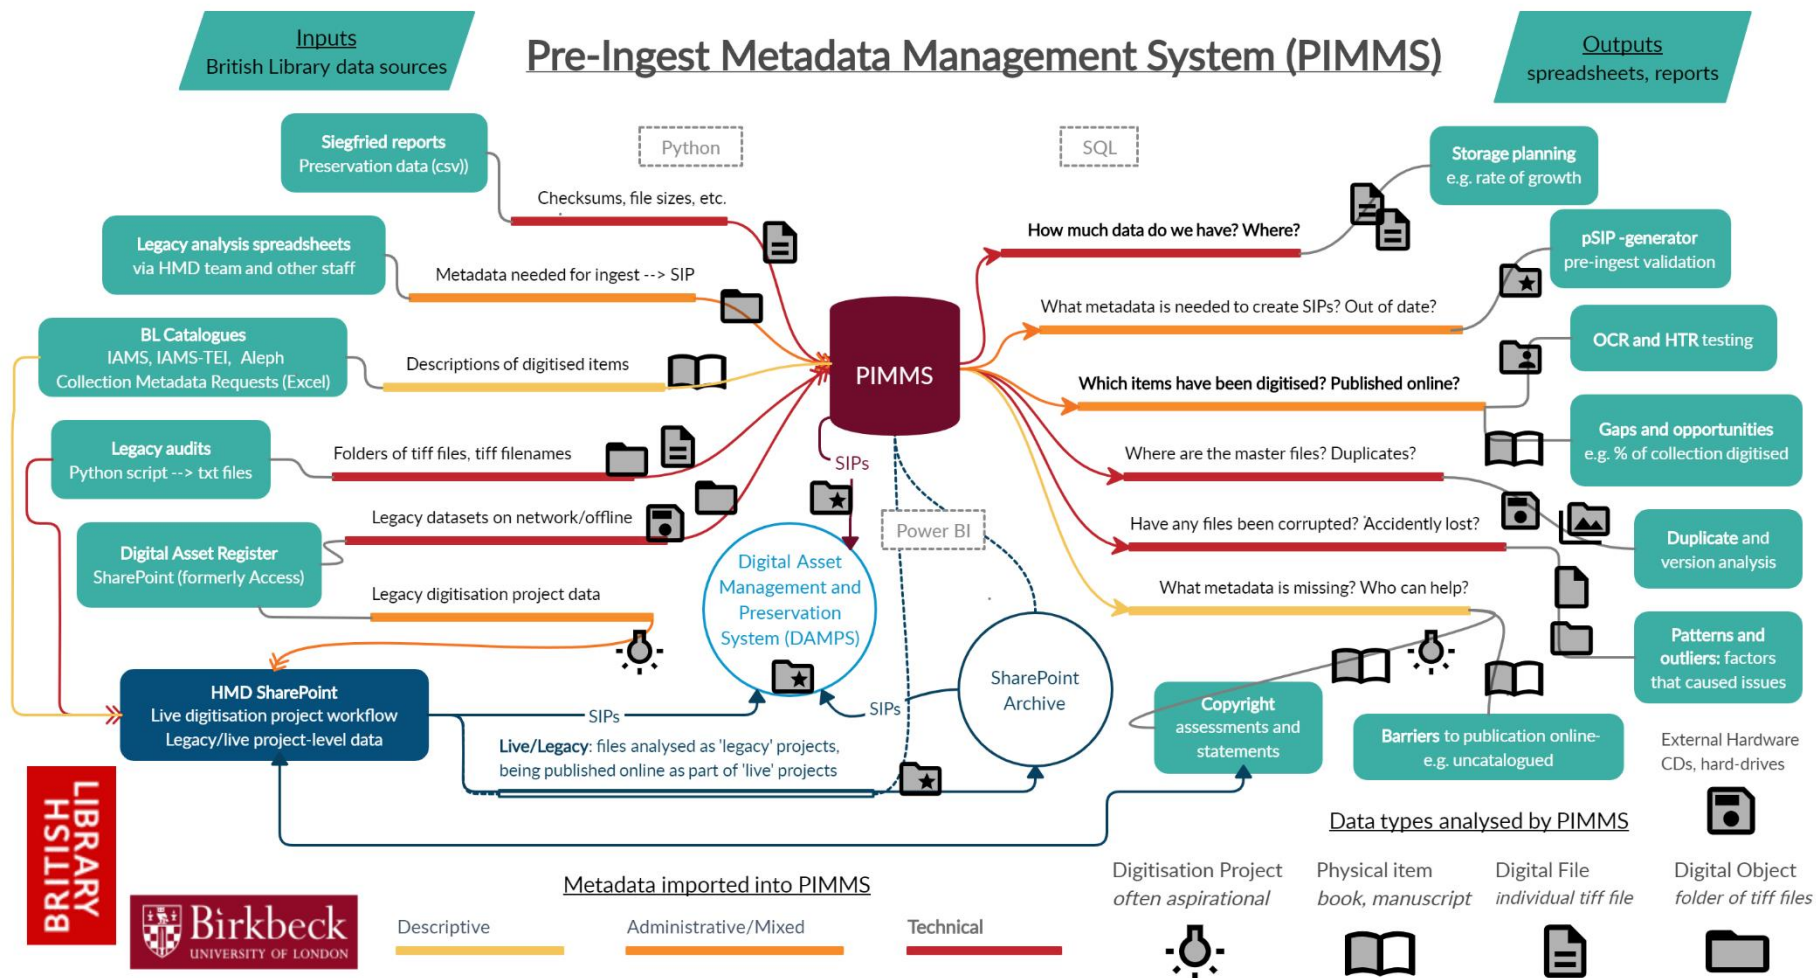 Inputs
British Library data sources
Pre-Ingest Metadata Management System (PIMMS)
Outputs
spreadsheets, reports
Siegfried reports
Preservation data (csv))
Python
SQL
Storage planning
e.g. rate of growth
Checksums, file sizes, etc.
How much data do we have? Where?
Legacy analysis spreadsheets
via HMD team and other staff
Metadata needed for ingest --> SIP
pSIP -generator
pre-ingest validation
What metadata is needed to create SIPs? Out of date?
BL Catalogues
IAMS, IAMS-TEI, Aleph
Collection Metadata Requests (Excel)
Descriptions of digitised items
PIMMS
OCR and HTR testing
Which items have been digitised? Published online?
Gaps and opportunities
e.g. % of collection digitised
Legacy audits
Python script --> txt files
Folders of tiff files, tiff filenames
SIPs
Where are the master files? Duplicates?
Legacy datasets on network/offline
Power BI
Have any files been corrupted? Accidently lost?
Duplicate and
version analysis
Digital Asset Register
SharePoint (formerly Access)
Digital Asset
Management and
Preservation
System (DAMPS)
What metadata is missing? Who can help?
Legacy digitisation project data
Patterns and
outliers: factors
that caused issues
HMD SharePoint
Live digitisation project workflow
Legacy/live project-level data
SIPs
SIPs
SharePoint
Archive
Copyright
assessments and
statements
Barriers to publication online-
e.g. uncatalogued
Live/Legacy: files analysed as 'legacy' projects,
being published online as part of 'live' projects
External Hardware
CDs, hard-drives
LIBRARY
BRITISH
Data types analysed by PIMMS
Digitisation Project
often aspirational
Physical item
book, manuscript
Digital File
individual tiff file
Digital Object
folder of tiff files
Metadata imported into PIMMS
Descriptive
Administrative/Mixed
Technical
Birkbeck
UNIVERSITY OF LONDON